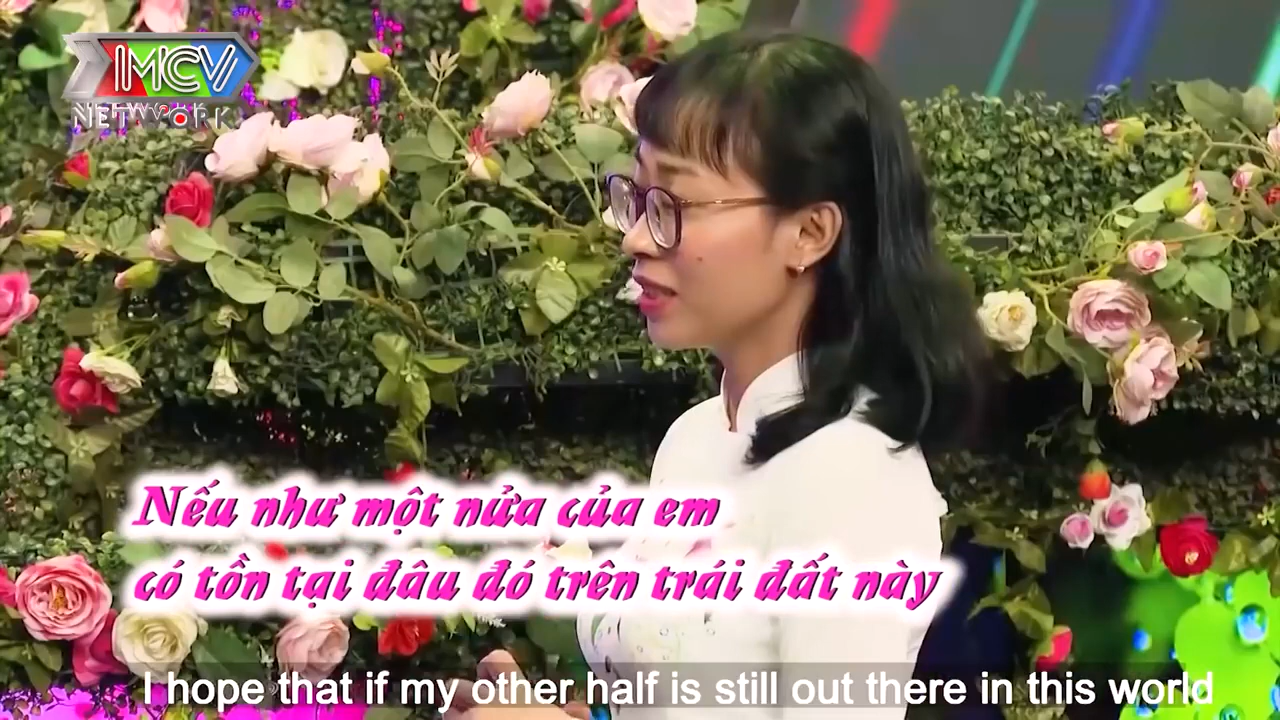 MCV
NETWORK
Nếu như một nửa của em
có tồn tại đâu đó trên trái đất này
I hope that if my other half is still out there in this world